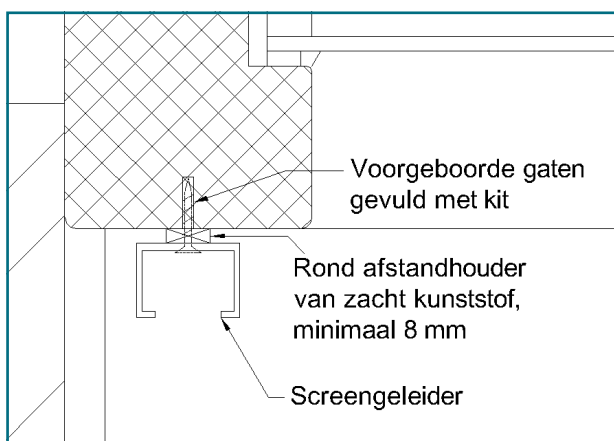 Voorgeboorde gaten
gevuld met kit
Rond afstandhouder
van zacht kunststof,
minimaal 8 mm
Screengeleider